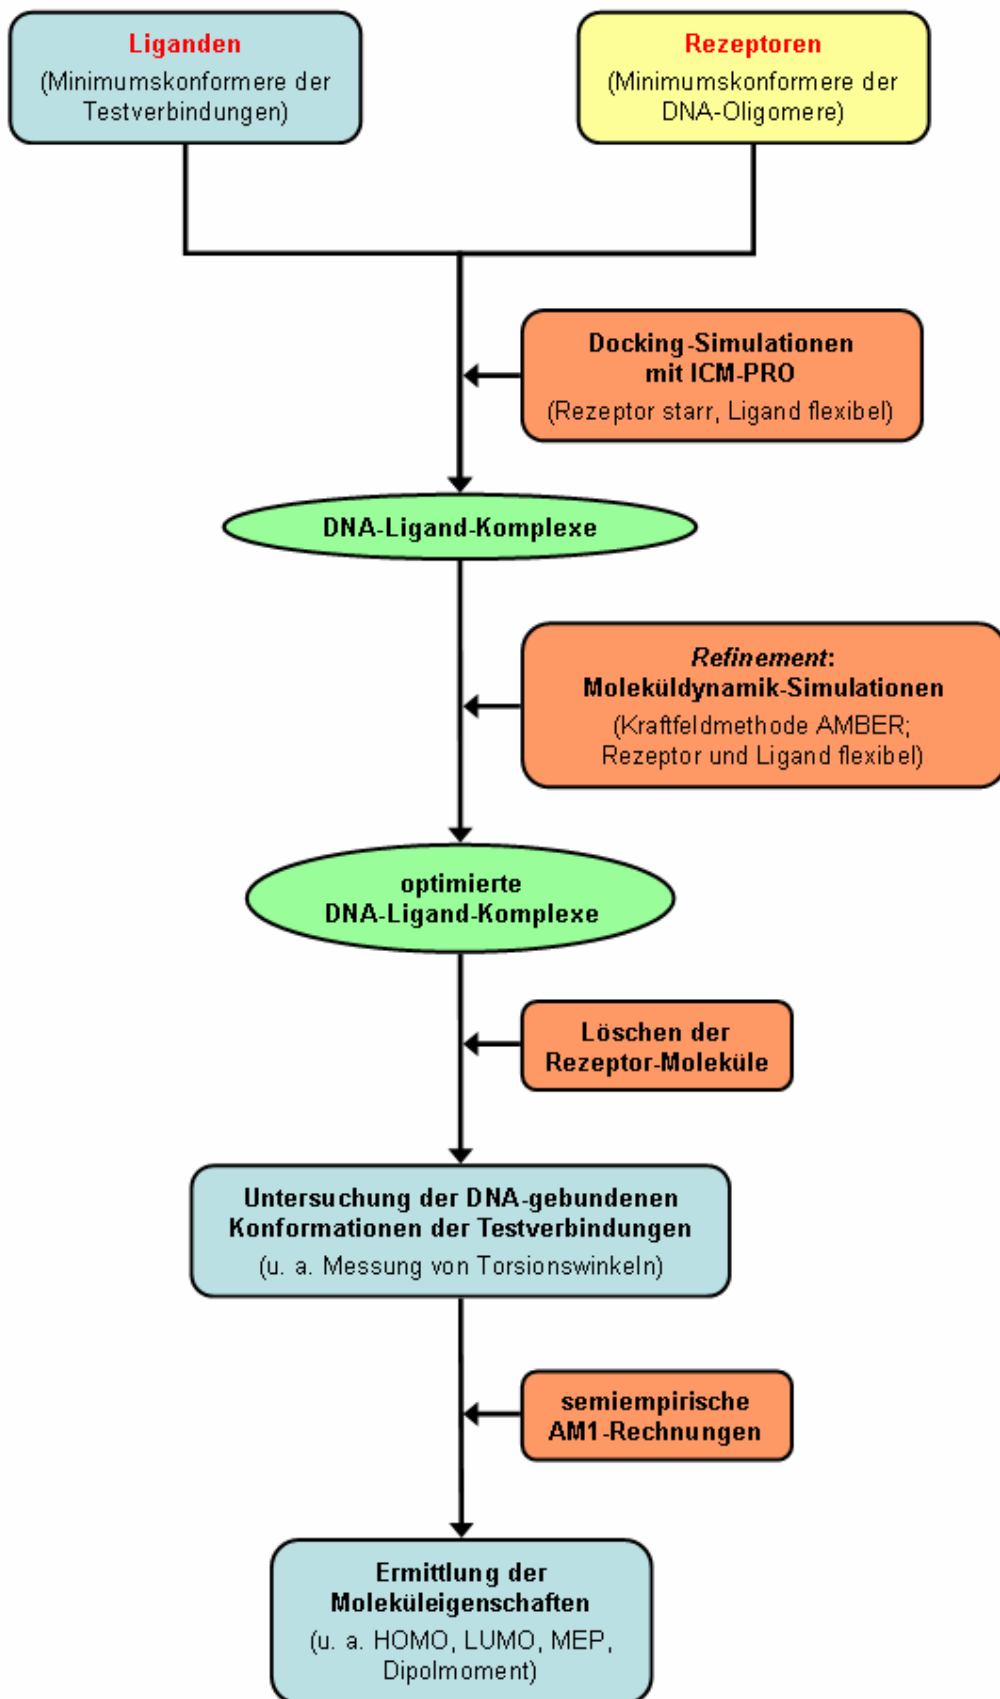 Liganden
(Minimumskonformere der
Testverbindungen)
Rezeptoren
(Minimumskonformere der
DNA-Oligomere)
Docking-Simulationen
mit ICM-PRO
(Rezeptor starr, Ligand flexibel)
DNA-Ligand-Komplexe
Refinement:
Moleküldynamik-Simulationen
(Kraftfeldmethode AMBER;
Rezeptor und Ligand flexibel)
optimierte
DNA-Ligand-Komplexe
Löschen der
Rezeptor-Moleküle
Untersuchung der DNA-gebundenen
Konformationen der Testverbindungen
(u. a. Messung von Torsionswinkeln)
semiempirische
AM1-Rechnungen
Ermittlung der
Moleküleigenschaften
(u. a. HOMO, LUMO, MEP,
Dipolmoment)